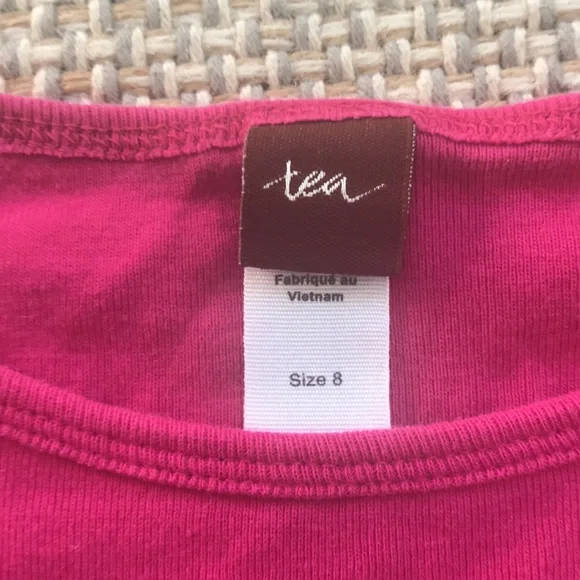 tea
Fabriqué au
Vietnam
Size 8